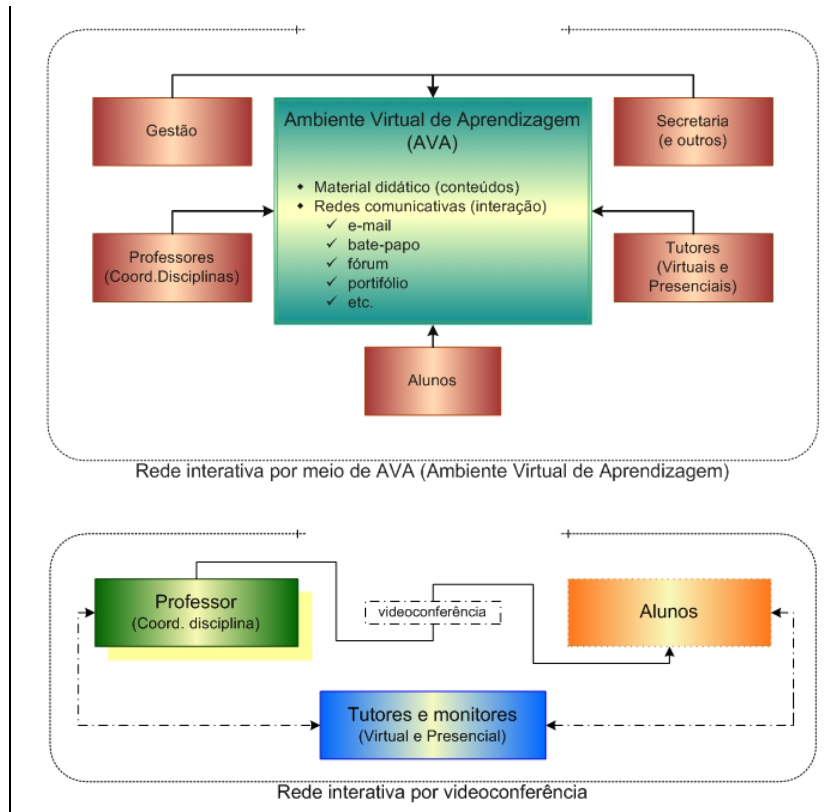 Gestão
Ambiente Virtual de Aprendizagem
(AVA)
• Material didático (conteúdos)
• Redes comunicativas (interação)
✓ e-mail
✓ bate-papo
✓ fórum
✓ portifólio
✓ etc.
Secretaria
(e outros)
Professores
(Coord.Disciplinas)
Tutores
(Virtuais e
Presenciais)
Alunos
Rede interativa por meio de AVA (Ambiente Virtual de Aprendizagem)
Professor
(Coord. disciplina)
videoconferência
Alunos
Tutores e monitores
(Virtual e Presencial)
Rede interativa por videoconferência